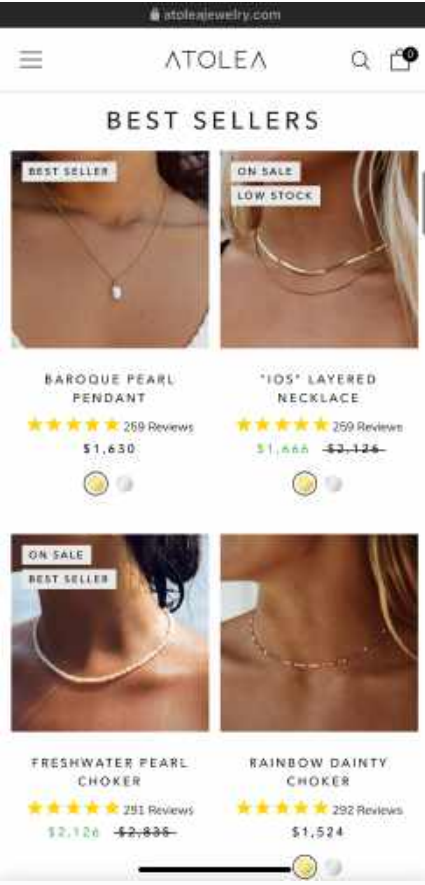 atoleajewelry.com
ATOLEA
0
BEST SELLERS
BEST SELLER
ON SALE
LOW STOCK
BAROQUE PEARL
PENDANT
"IOS" LAYERED
NECKLACE
259 Reviews
259 Reviews
$1,630
$1,666 $2,126
ON SALE
BEST SELLER
FRESHWATER PEARL
CHOKER
RAINBOW DAINTY
CHOKER
291 Reviews
292 Reviews
$2,126 $2,835
$1,524